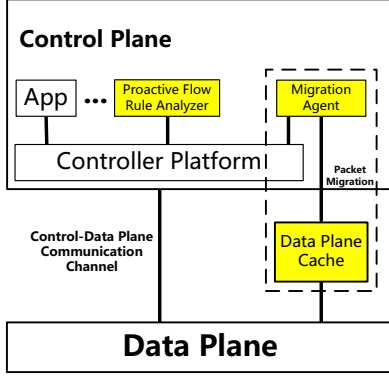 Control Plane
App
...
Proactive Flow
Rule Analyzer
Migration
Agent
Controller Platform
Packet
Migration
Control-Data Plane
Communication
Channel
Data Plane
Cache
Data Plane